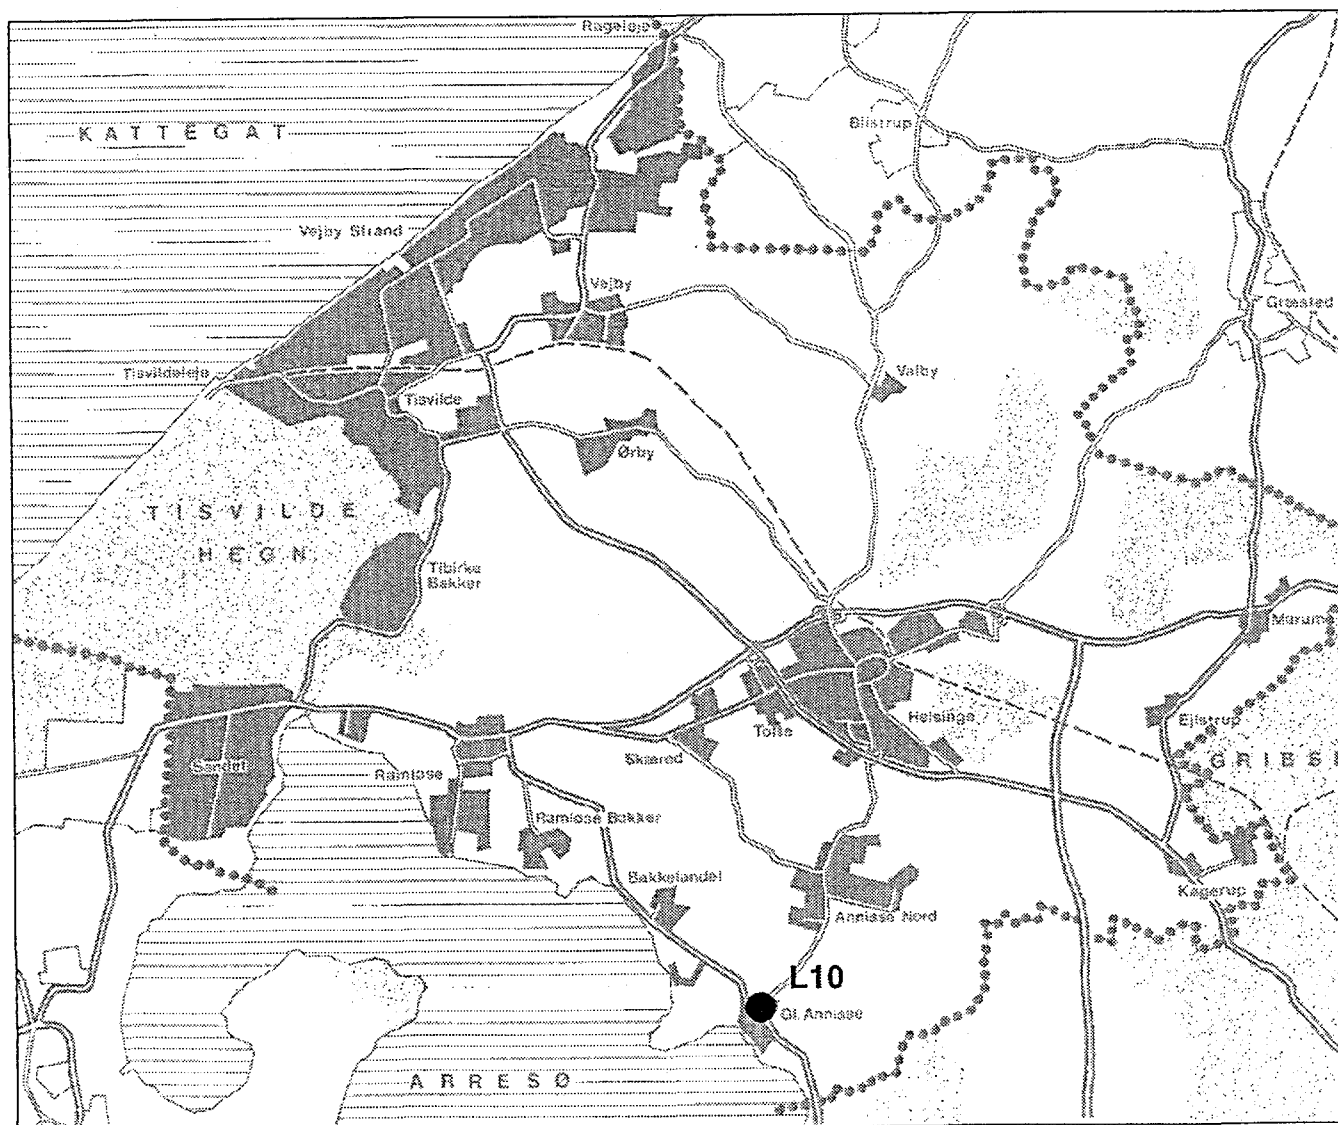 Rågeleje
KATTEGAT
Blistrup
Vejby Strand
Vejby
Græsted
Tisvildeleje
Valby
Tisvilde
Ørby
TISVILDE
HEGN
Tibirke
Bakker
Mårum
Helsinge
Ejlstrup
Tofte
Skærød
GRIBS
Sandet
Ramløse
Ramløse Bakker
Bakkelandet
Kagerup
Annisse Nord
L10
Gl. Annisse
ARRESØ